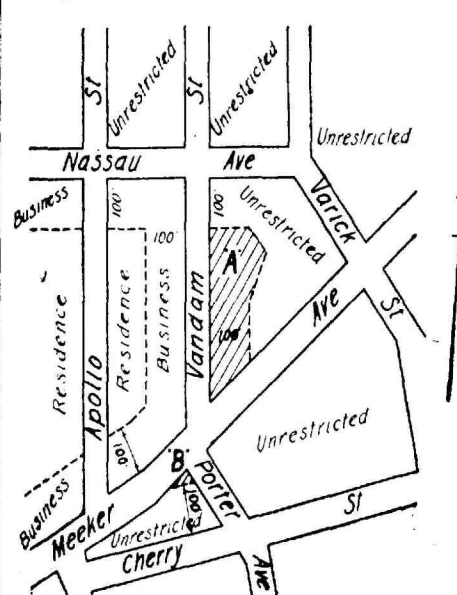 St
Unrestricted
St
Unrestricted
Unrestricted
Nassau Ave
Varick
St
Business
100'
100'
Unrestricted
100'
"A"
Residence
Residence
Business
Vandam
100'
Ave
Apollo
100'
"B"
Unrestricted
Porter
100'
Business
Meeker
Unrestricted
Cherry
St
Ave